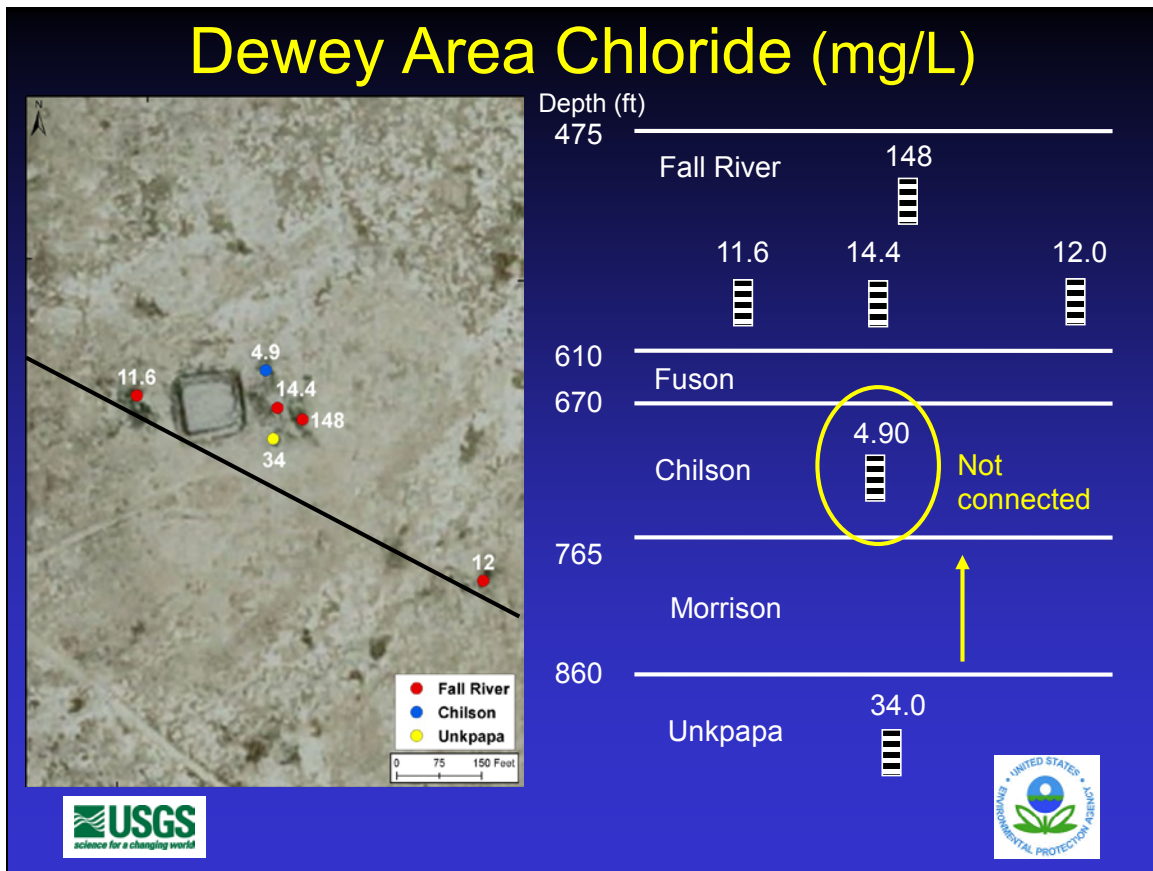 Dewey Area Chloride (mg/L)
N
11.6
4.9
14.4
148
34
12
Fall River
Chilson
Unkpapa
0 75 150 Feet
Depth (ft)
475
Fall River
148
11.6 14.4 12.0
610
Fuson
670
4.90
Chilson
Not
connected
765
Morrison
860
34.0
Unkpapa
USGS
science for a changing world
UNITED STATES
ENVIRONMENTAL PROTECTION AGENCY